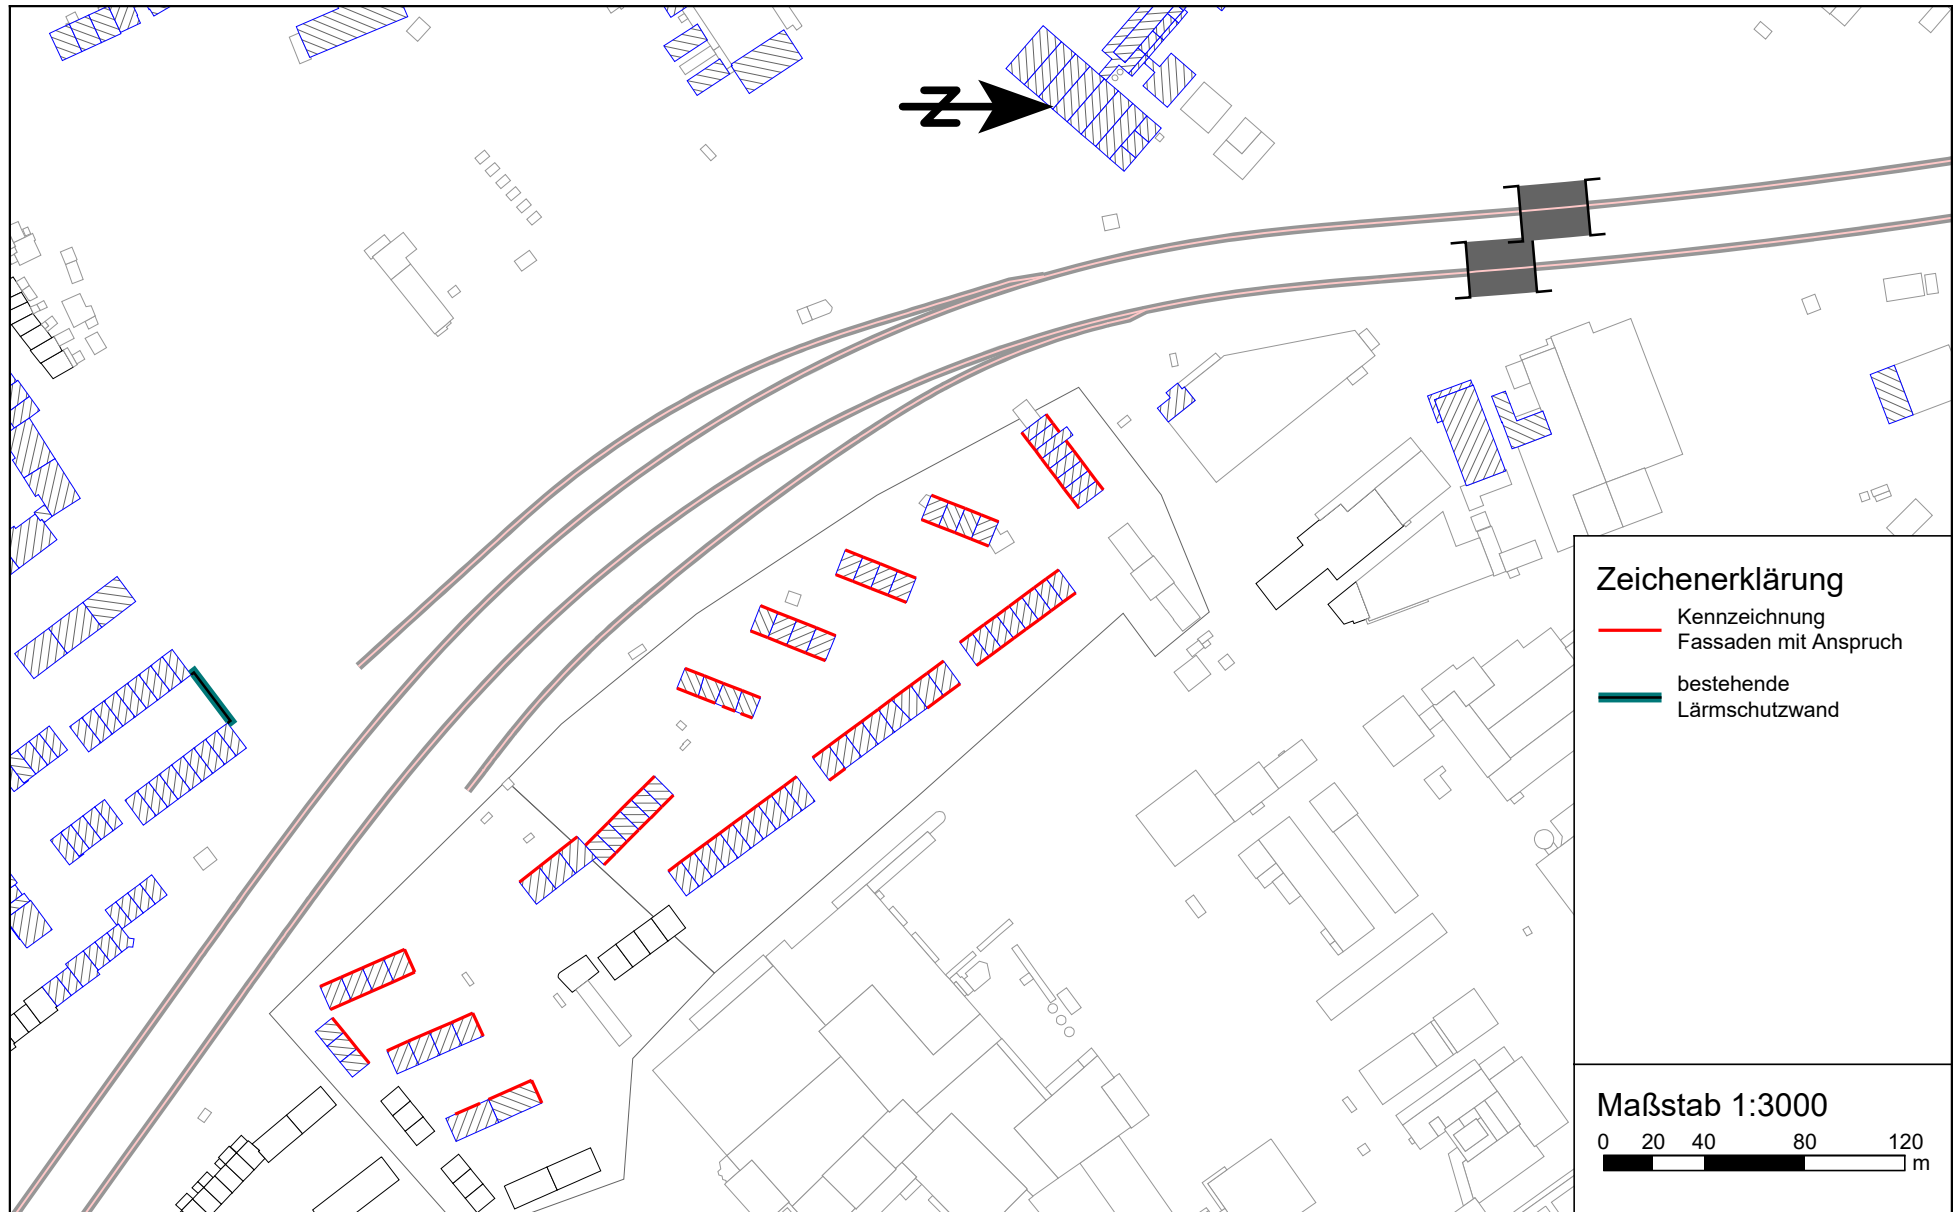 N
Zeichenerklärung
Kennzeichnung
Fassaden mit Anspruch
bestehende
Lärmschutzwand
Maßstab 1:3000
0 20 40 80 120
m